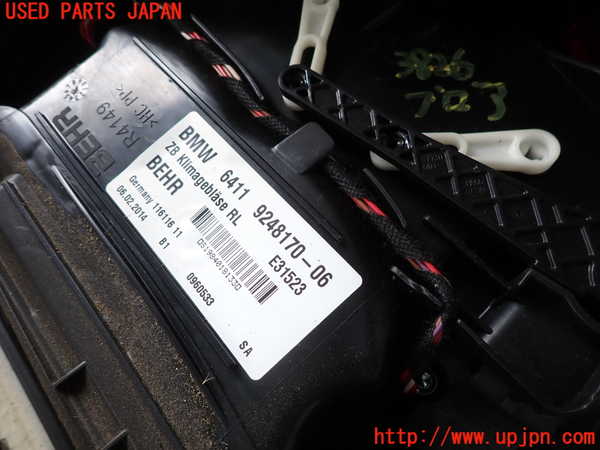 USED PARTS JAPAN
BEHR
R4149
>HC PP<
BMW 6411 9248170-06
ZB Klimagebläse RL E31523
BEHR
Germany 116116 11
06.02.2014 B1
0960533
SA
http://www.upjpn.com